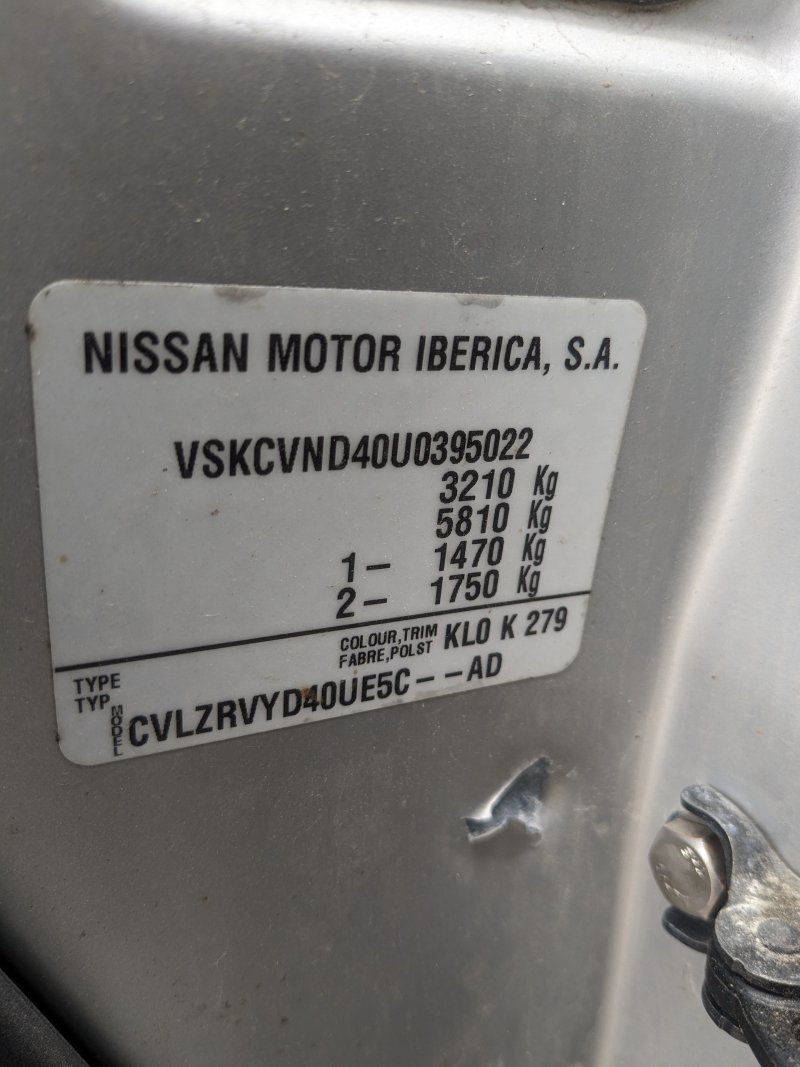 NISSAN MOTOR IBERICA, S.A.
VSKCVND40U0395022
3210 Kg
5810 Kg
1- 1470 Kg
2- 1750 Kg
COLOUR,TRIM KL0 K 279
FABRE,POLST
TYPE
TYP
MODEL CVLZRVYD40UE5C--AD